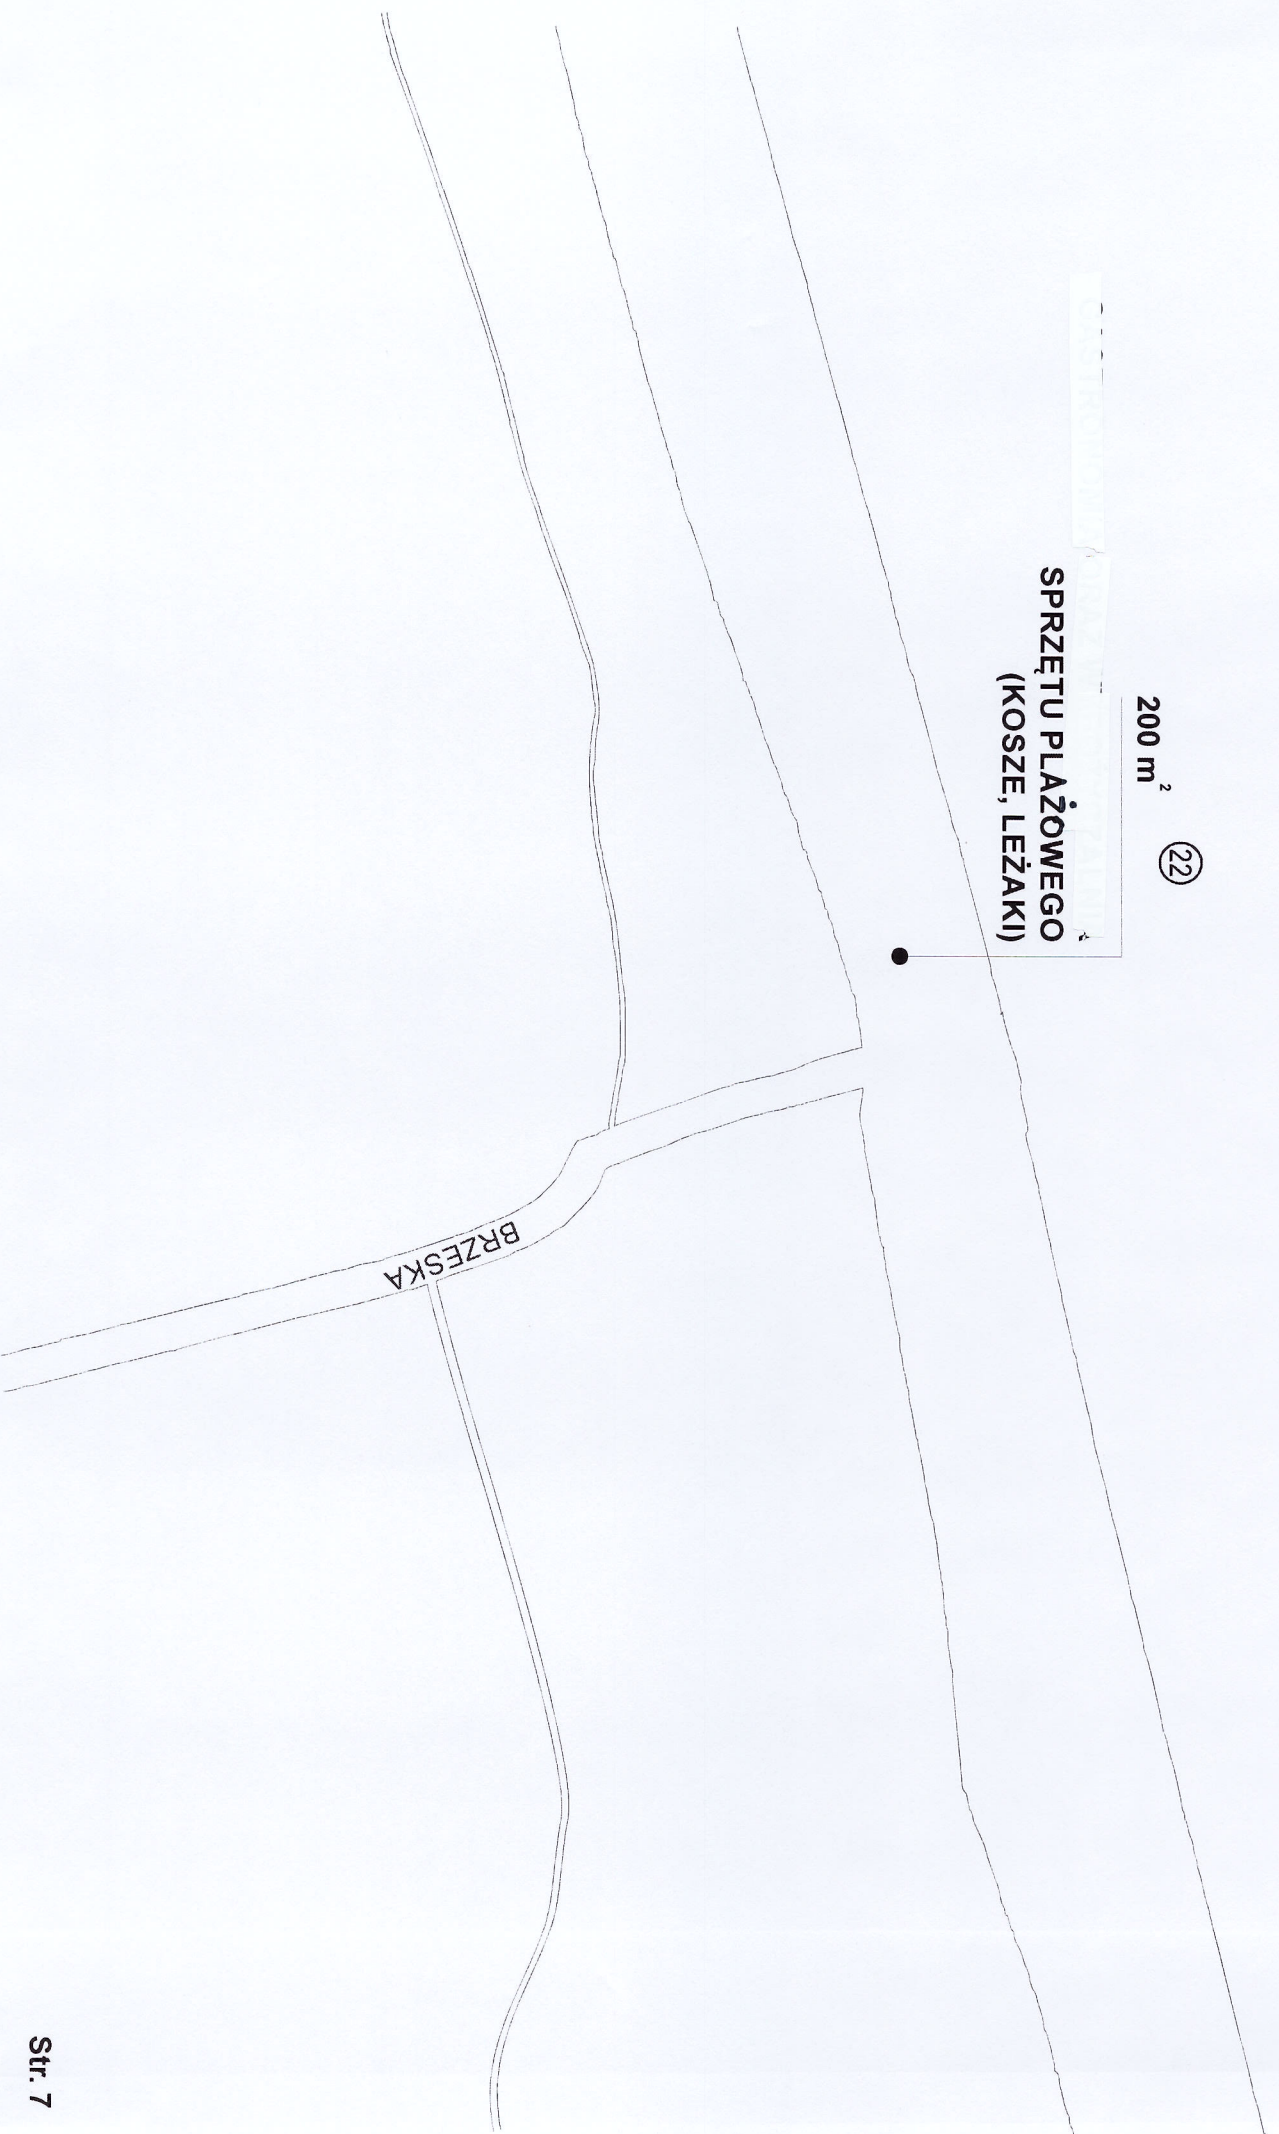 22
200 m²
SPRZĘTU PLAŻOWEGO
(KOSZE, LEŻAKI)
BRZESKA
Str. 7